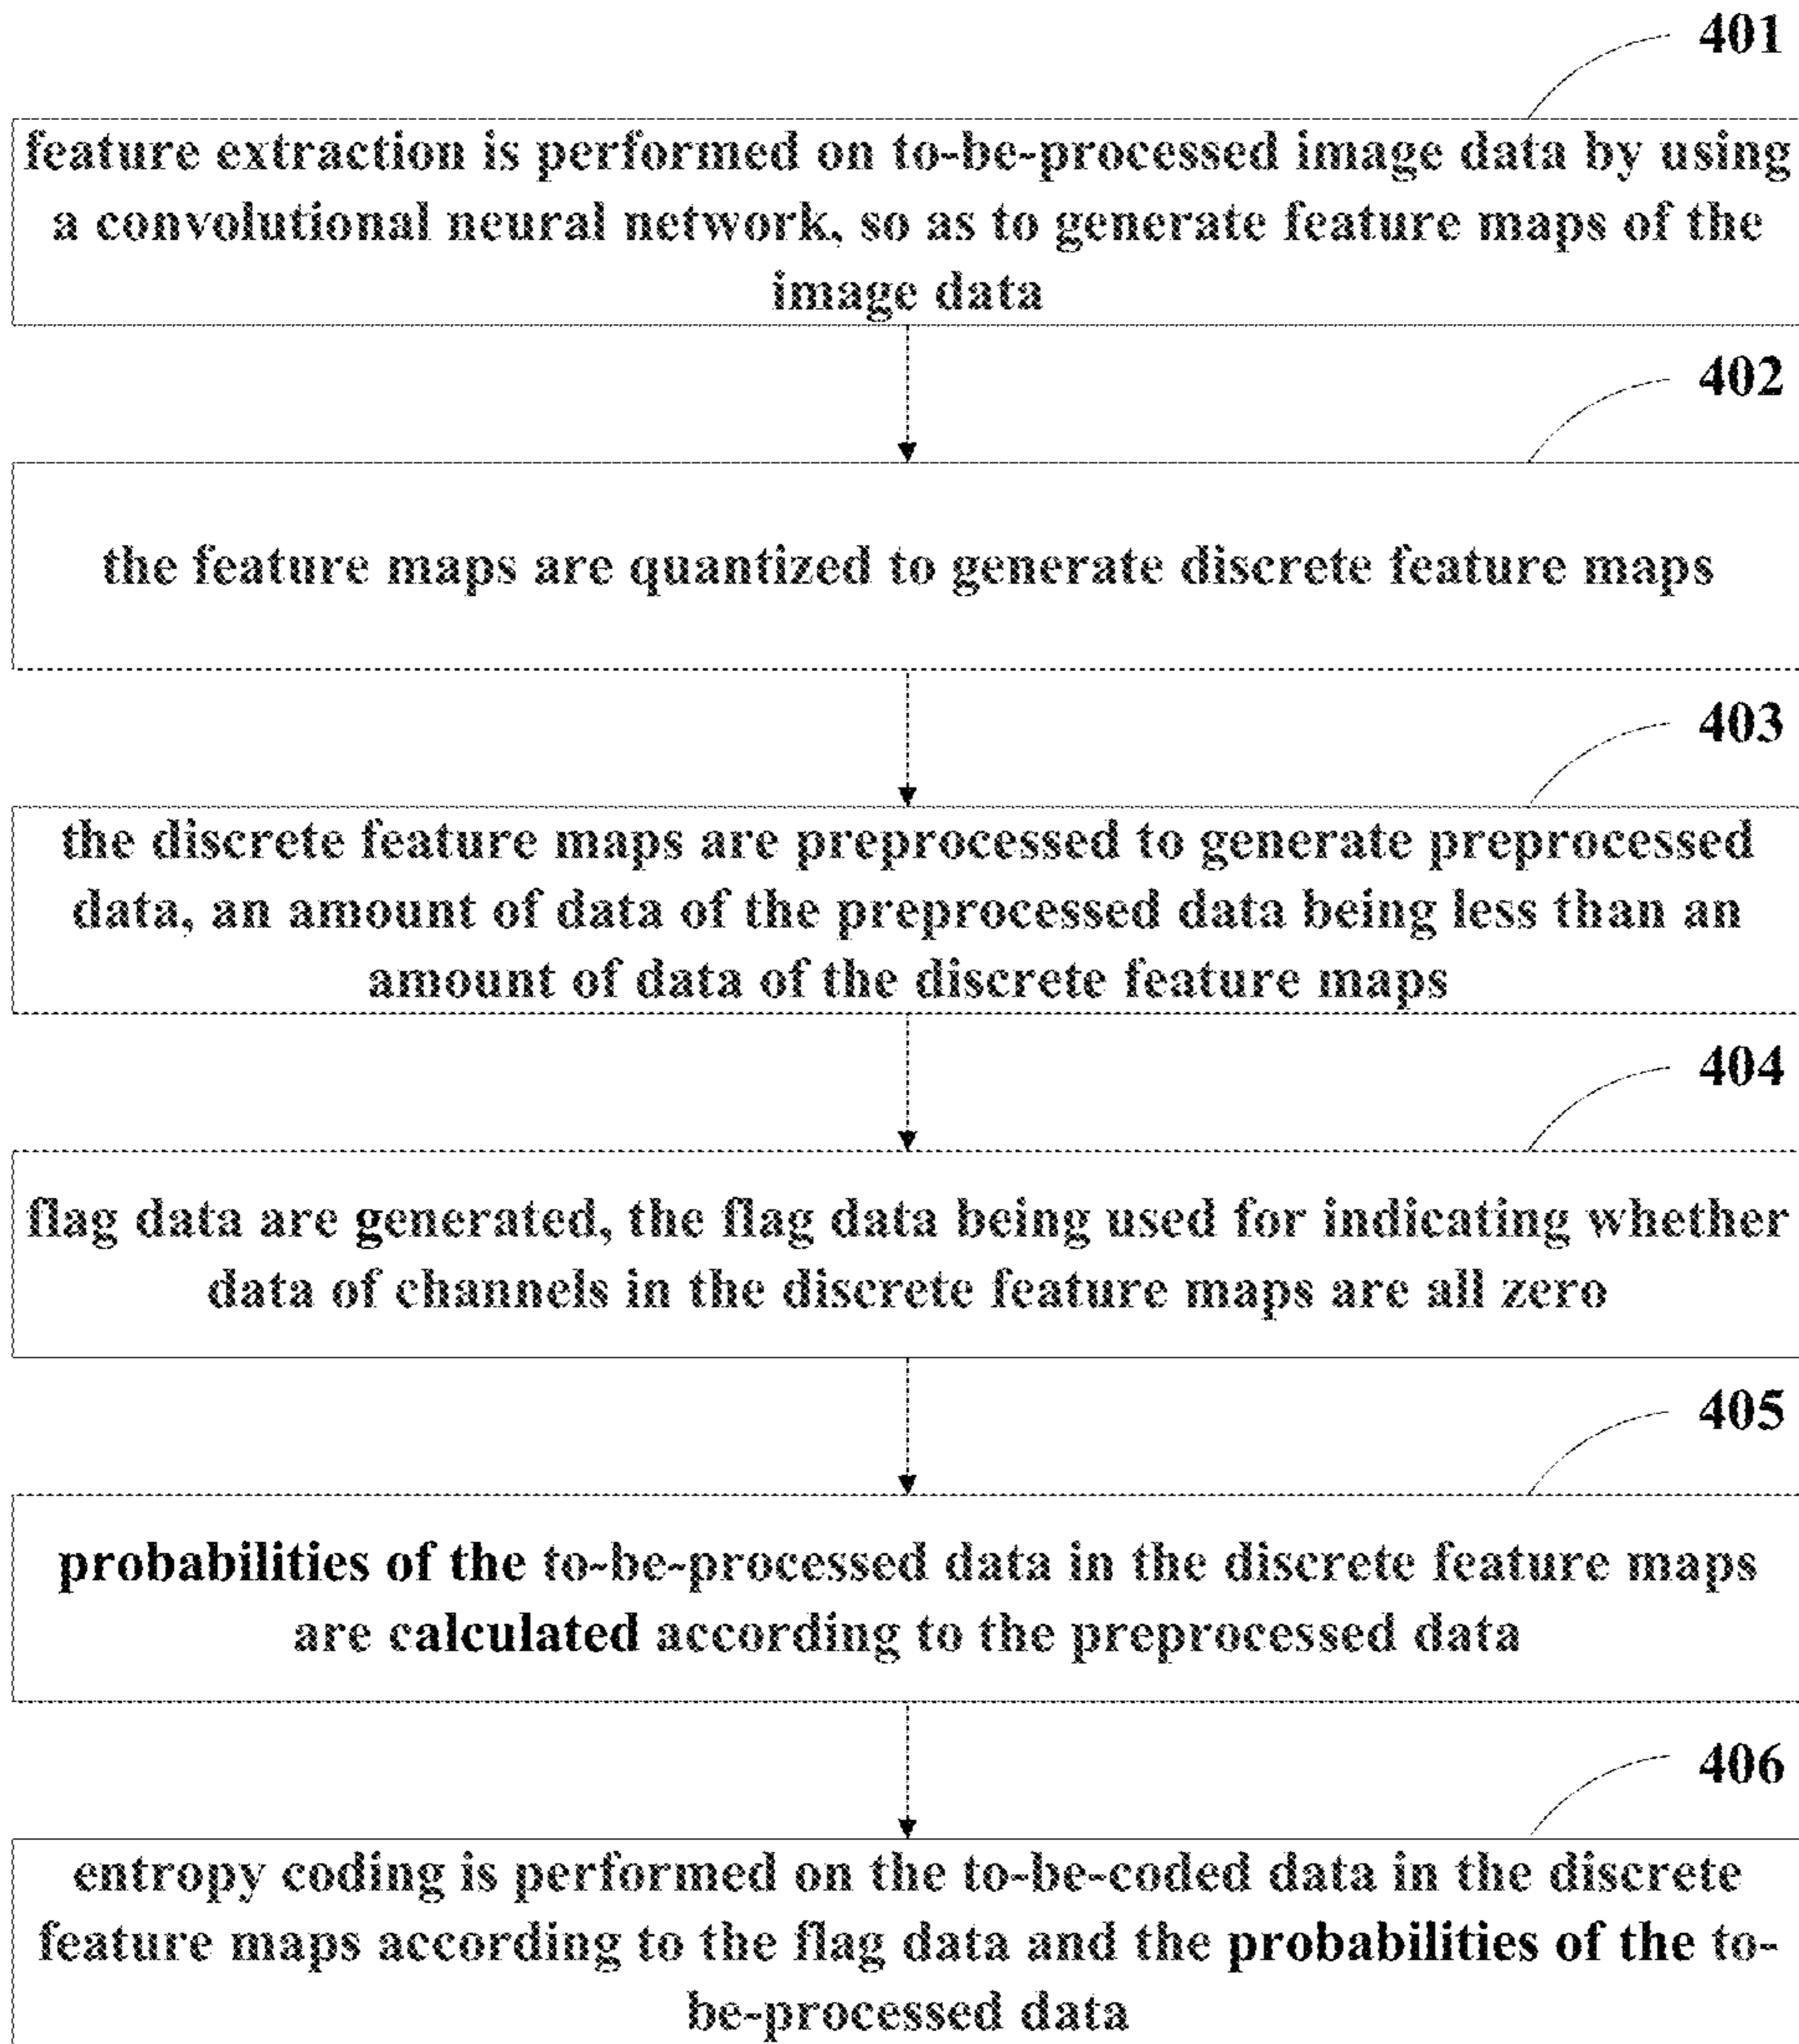 401
feature extraction is performed on to-be-processed image data by using
a convolutional neural network, so as to generate feature maps of the
image data
402
the feature maps are quantized to generate discrete feature maps
403
the discrete feature maps are preprocessed to generate preprocessed
data, an amount of data of the preprocessed data being less than an
amount of data of the discrete feature maps
404
flag data are generated, the flag data being used for indicating whether
data of channels in the discrete feature maps are all zero
405
probabilities of the to-be-processed data in the discrete feature maps
are calculated according to the preprocessed data
406
entropy coding is performed on the to-be-coded data in the discrete
feature maps according to the flag data and the probabilities of the to-
be-processed data